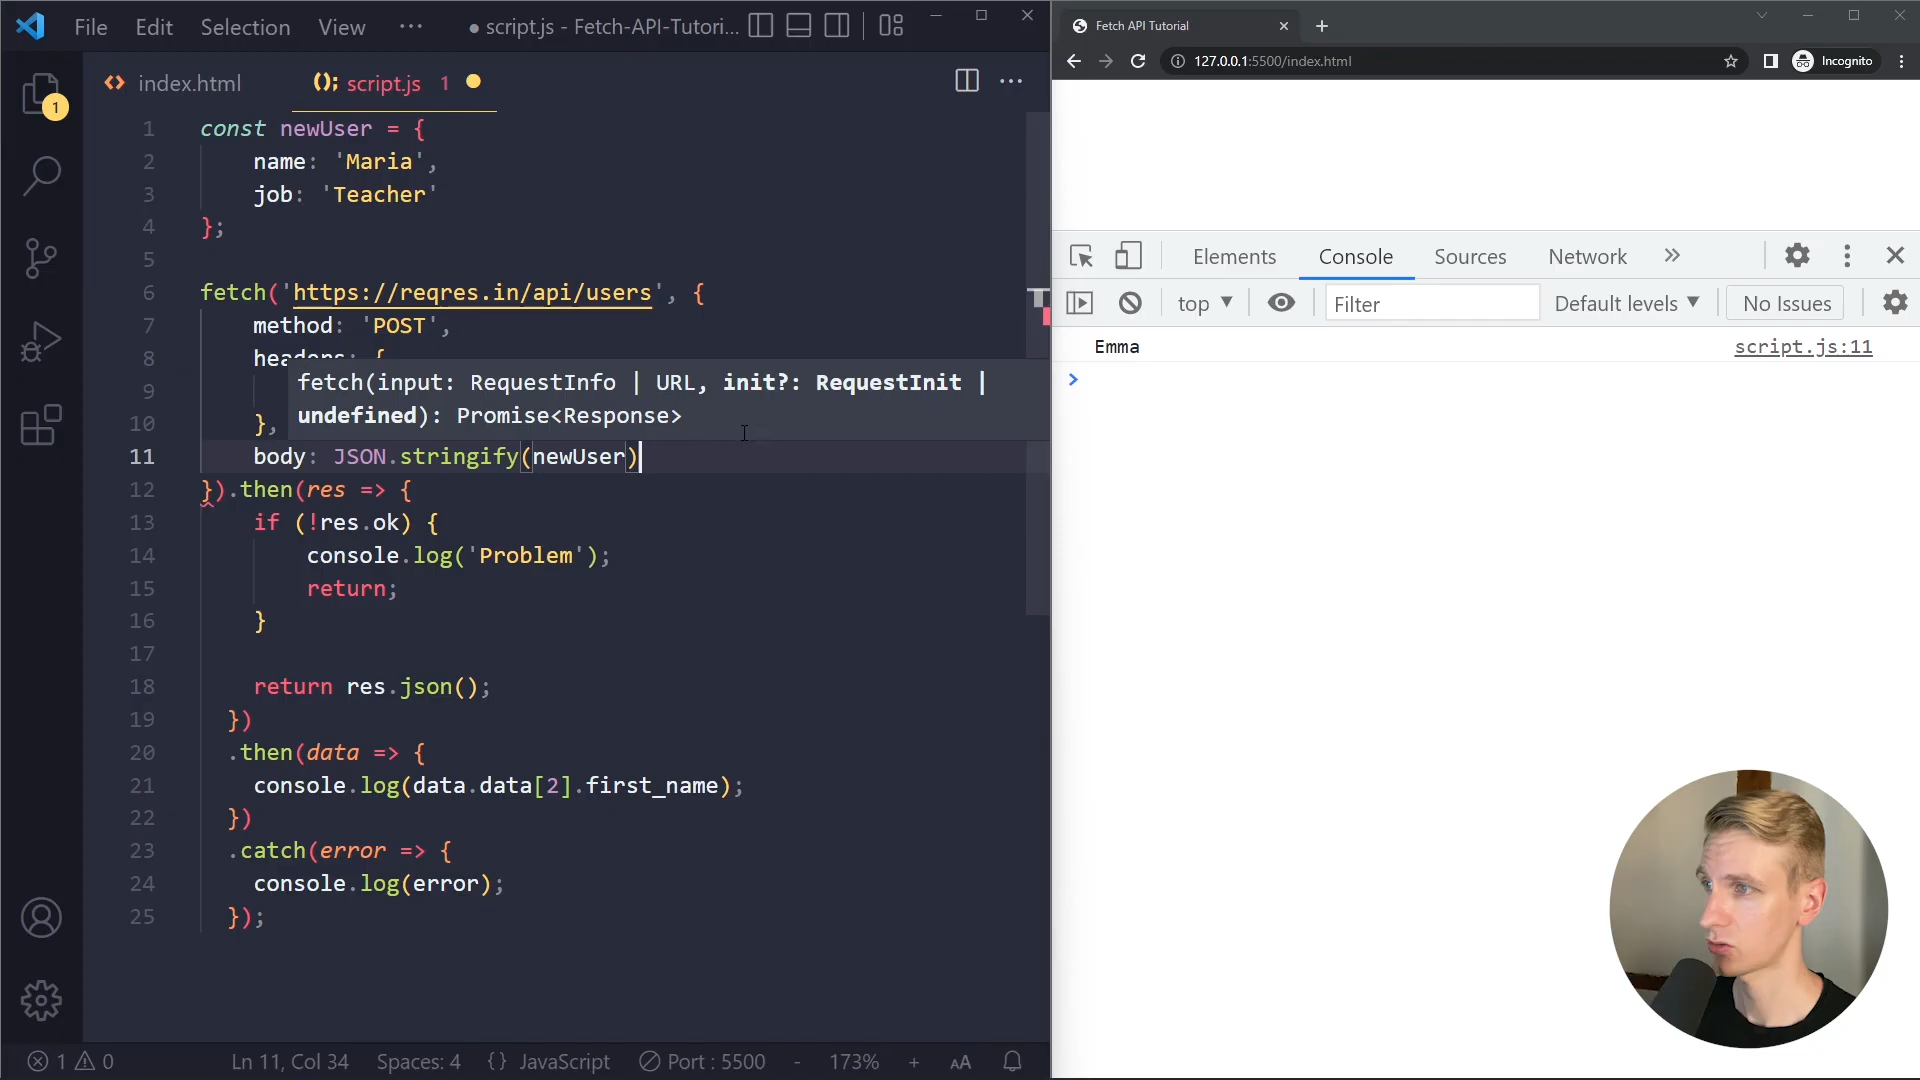 File Edit Selection View ··· ● script.js - Fetch-API-Tutori...
1
index.html
(); script.js 1
1 const newUser = {
2 name: 'Maria',
3 job: 'Teacher'
4 };
5
6 fetch('https://reqres.in/api/users', {
7 method: 'POST',
8 headers: {
fetch(input: RequestInfo | URL, init?: RequestInit |
9
undefined): Promise<Response>
10 },
11 body: JSON.stringify(newUser)
12 }).then(res => {
13 if (!res.ok) {
14 console.log('Problem');
15 return;
16 }
17
18 return res.json();
19 })
20 .then(data => {
21 console.log(data.data[2].first_name);
22 })
23 .catch(error => {
24 console.log(error);
25 });
1 0 Ln 11, Col 34 Spaces: 4 {} JavaScript Port : 5500 - 173% + AA
Fetch API Tutorial
127.0.0.1:5500/index.html Incognito
Elements Console Sources Network »
top Filter Default levels No Issues
Emma script.js:11
>